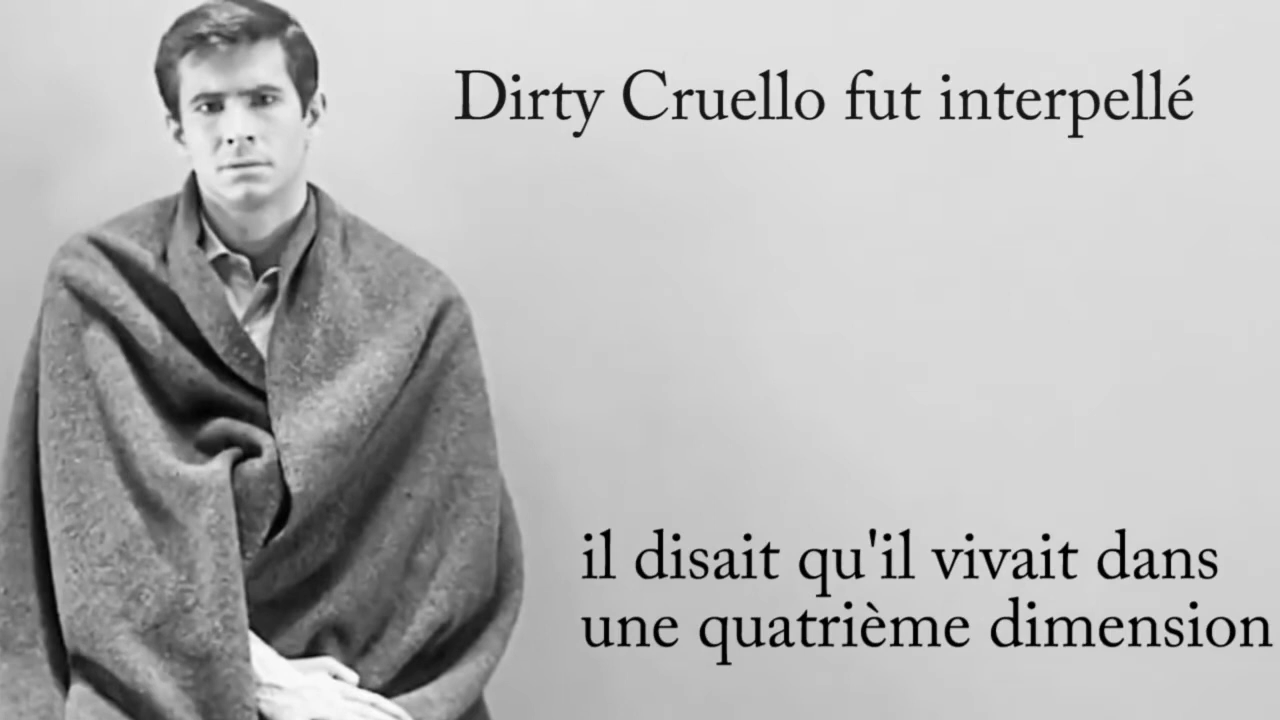 Dirty Cruello fut interpellé
il disait qu'il vivait dans
une quatrième dimension